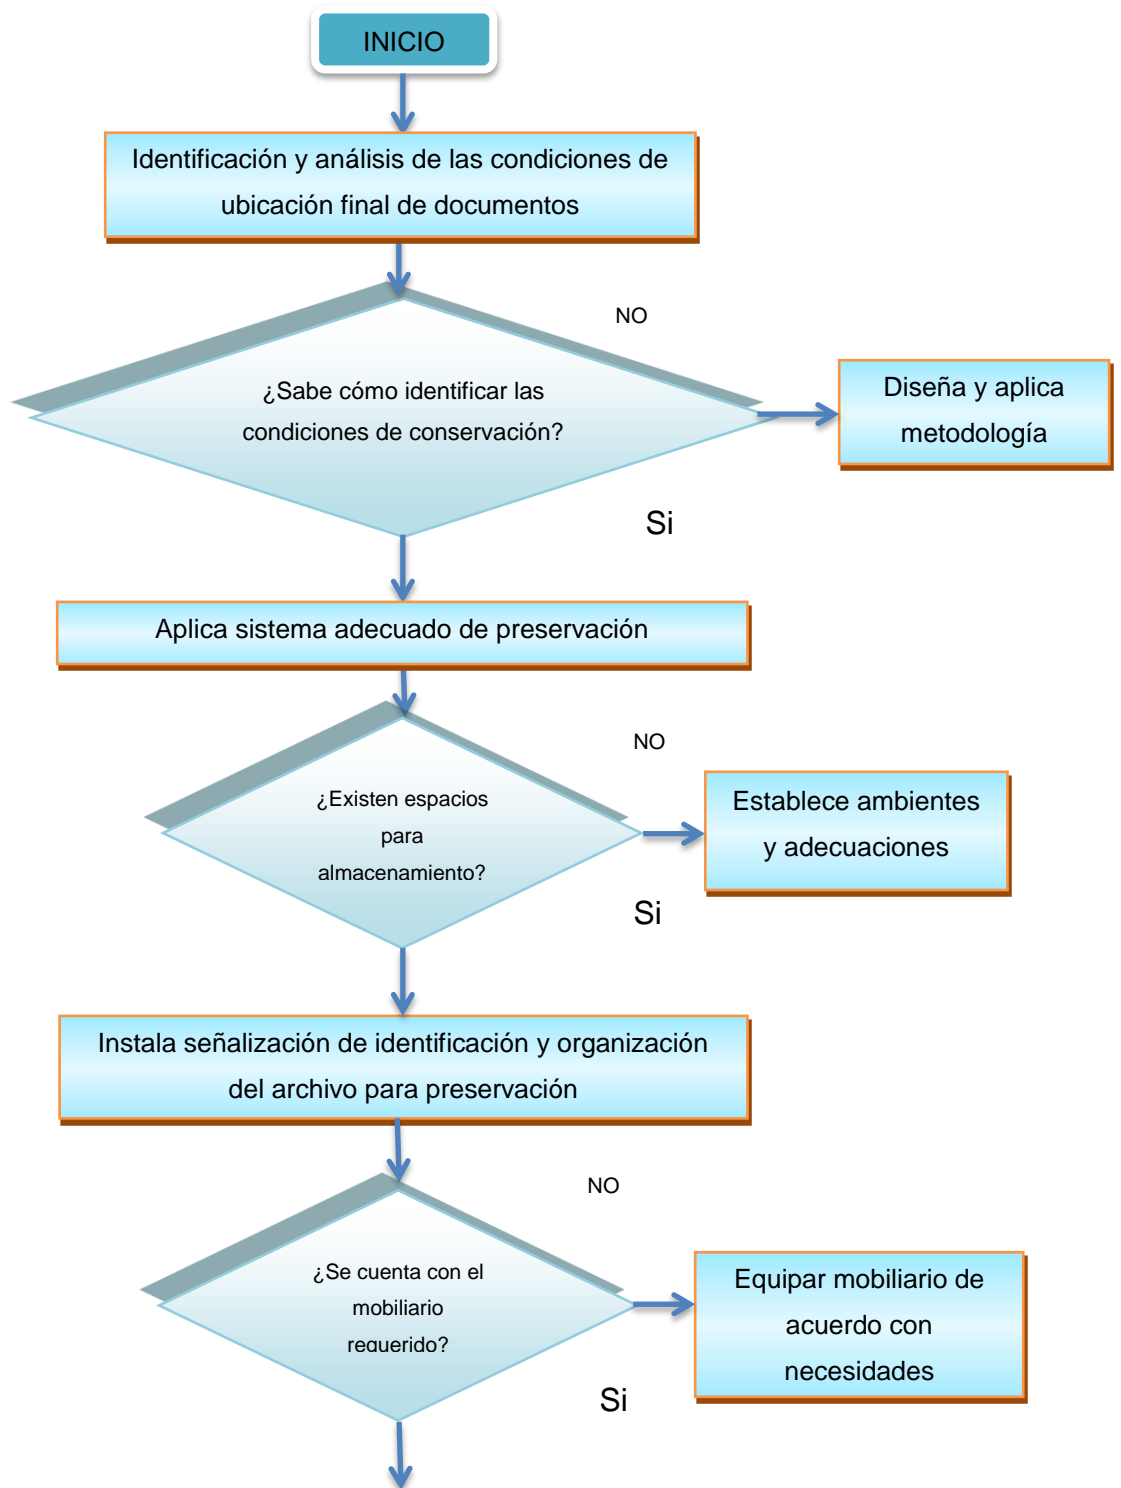 INICIO
Identificación y análisis de las condiciones de
ubicación final de documentos
NO
¿Sabe cómo identificar las
condiciones de conservación?
Diseña y aplica
metodología
Si
Aplica sistema adecuado de preservación
NO
¿Existen espacios
para
almacenamiento?
Establece ambientes
y adecuaciones
Si
Instala señalización de identificación y organización
del archivo para preservación
NO
¿Se cuenta con el
mobiliario
requerido?
Equipar mobiliario de
acuerdo con
necesidades
Si